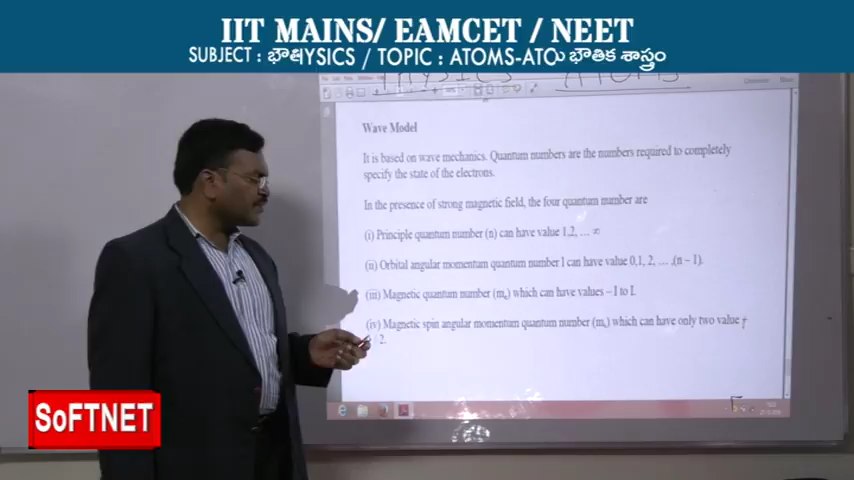 IIT MAINS/ EAMCET / NEET
SUBJECT : భౌతిYSICS / TOPIC : ATOMS-ATO భౌతిక శాస్త్రం
PHYSICS ATOMS
Wave Model
It is based on wave mechanics. Quantum numbers are the numbers required to completely
specify the state of the electrons.
In the presence of strong magnetic field, the four quantum number are
(i) Principle quantum number (n) can have value 1,2, … ∞
(ii) Orbital angular momentum quantum number l can have value 0,1, 2, … ,(n – 1).
(iii) Magnetic quantum number (mₑ) which can have values – I to I.
(iv) Magnetic spin angular momentum quantum number (mₛ) which can have only two value
2.
SoFTNET